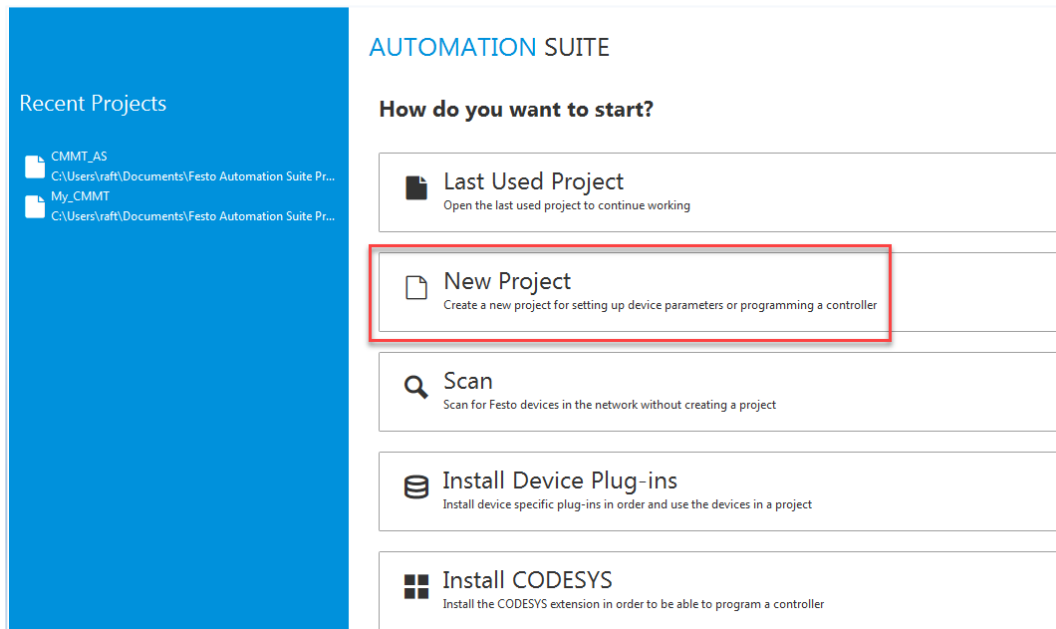 AUTOMATION SUITE
Recent Projects
CMMT_AS
C:\Users\raft\Documents\Festo Automation Suite Pr...
My_CMMT
C:\Users\raft\Documents\Festo Automation Suite Pr...
How do you want to start?
Last Used Project
Open the last used project to continue working
New Project
Create a new project for setting up device parameters or programming a controller
Scan
Scan for Festo devices in the network without creating a project
Install Device Plug-ins
Install device specific plug-ins in order and use the devices in a project
Install CODESYS
Install the CODESYS extension in order to be able to program a controller